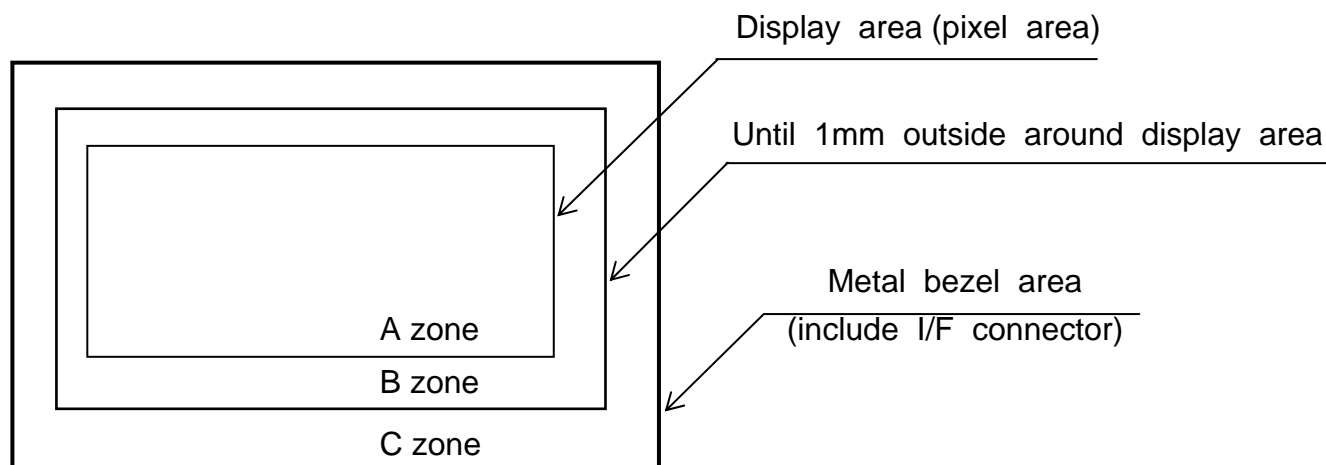 Display area (pixel area)
Until 1mm outside around display area
Metal bezel area
(include I/F connector)
A zone
B zone
C zone